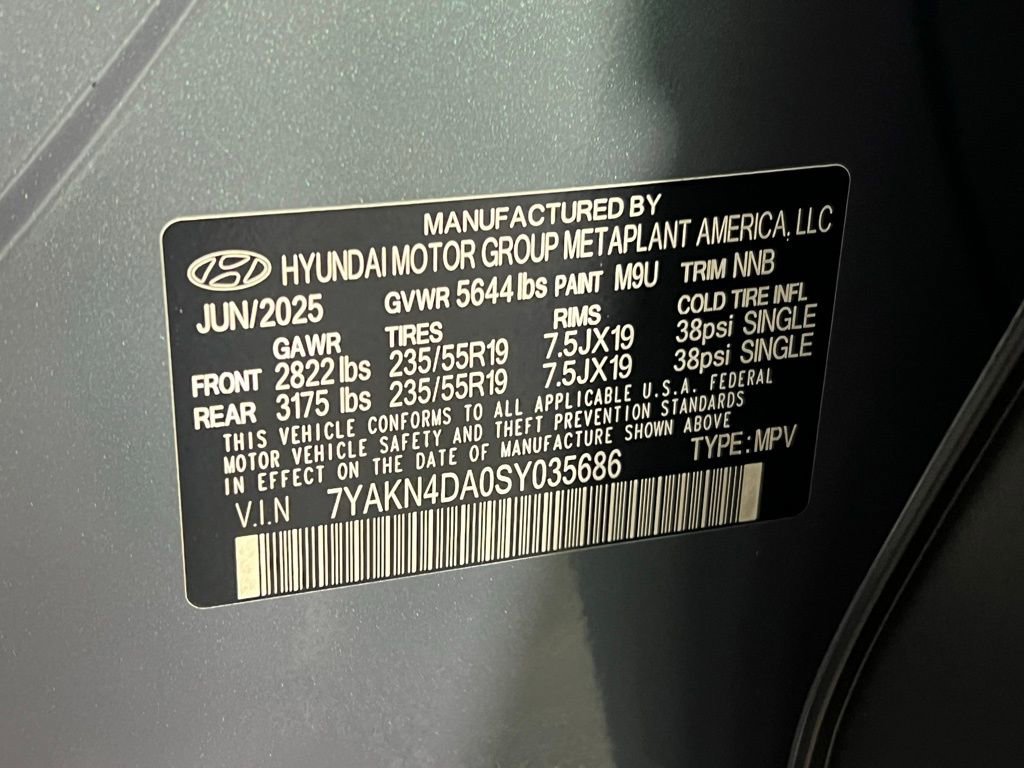 MANUFACTURED BY
HYUNDAI MOTOR GROUP METAPLANT AMERICA, LLC
JUN/2025 GVWR 5644 lbs PAINT M9U TRIM NNB
GAWR TIRES RIMS COLD TIRE INFL
FRONT 2822 lbs 235/55R19 7.5JX19 38psi SINGLE
REAR 3175 lbs 235/55R19 7.5JX19 38psi SINGLE
THIS VEHICLE CONFORMS TO ALL APPLICABLE U.S.A. FEDERAL
MOTOR VEHICLE SAFETY AND THEFT PREVENTION STANDARDS
IN EFFECT ON THE DATE OF MANUFACTURE SHOWN ABOVE
V.I.N 7YAKN4DA0SY035686 TYPE: MPV